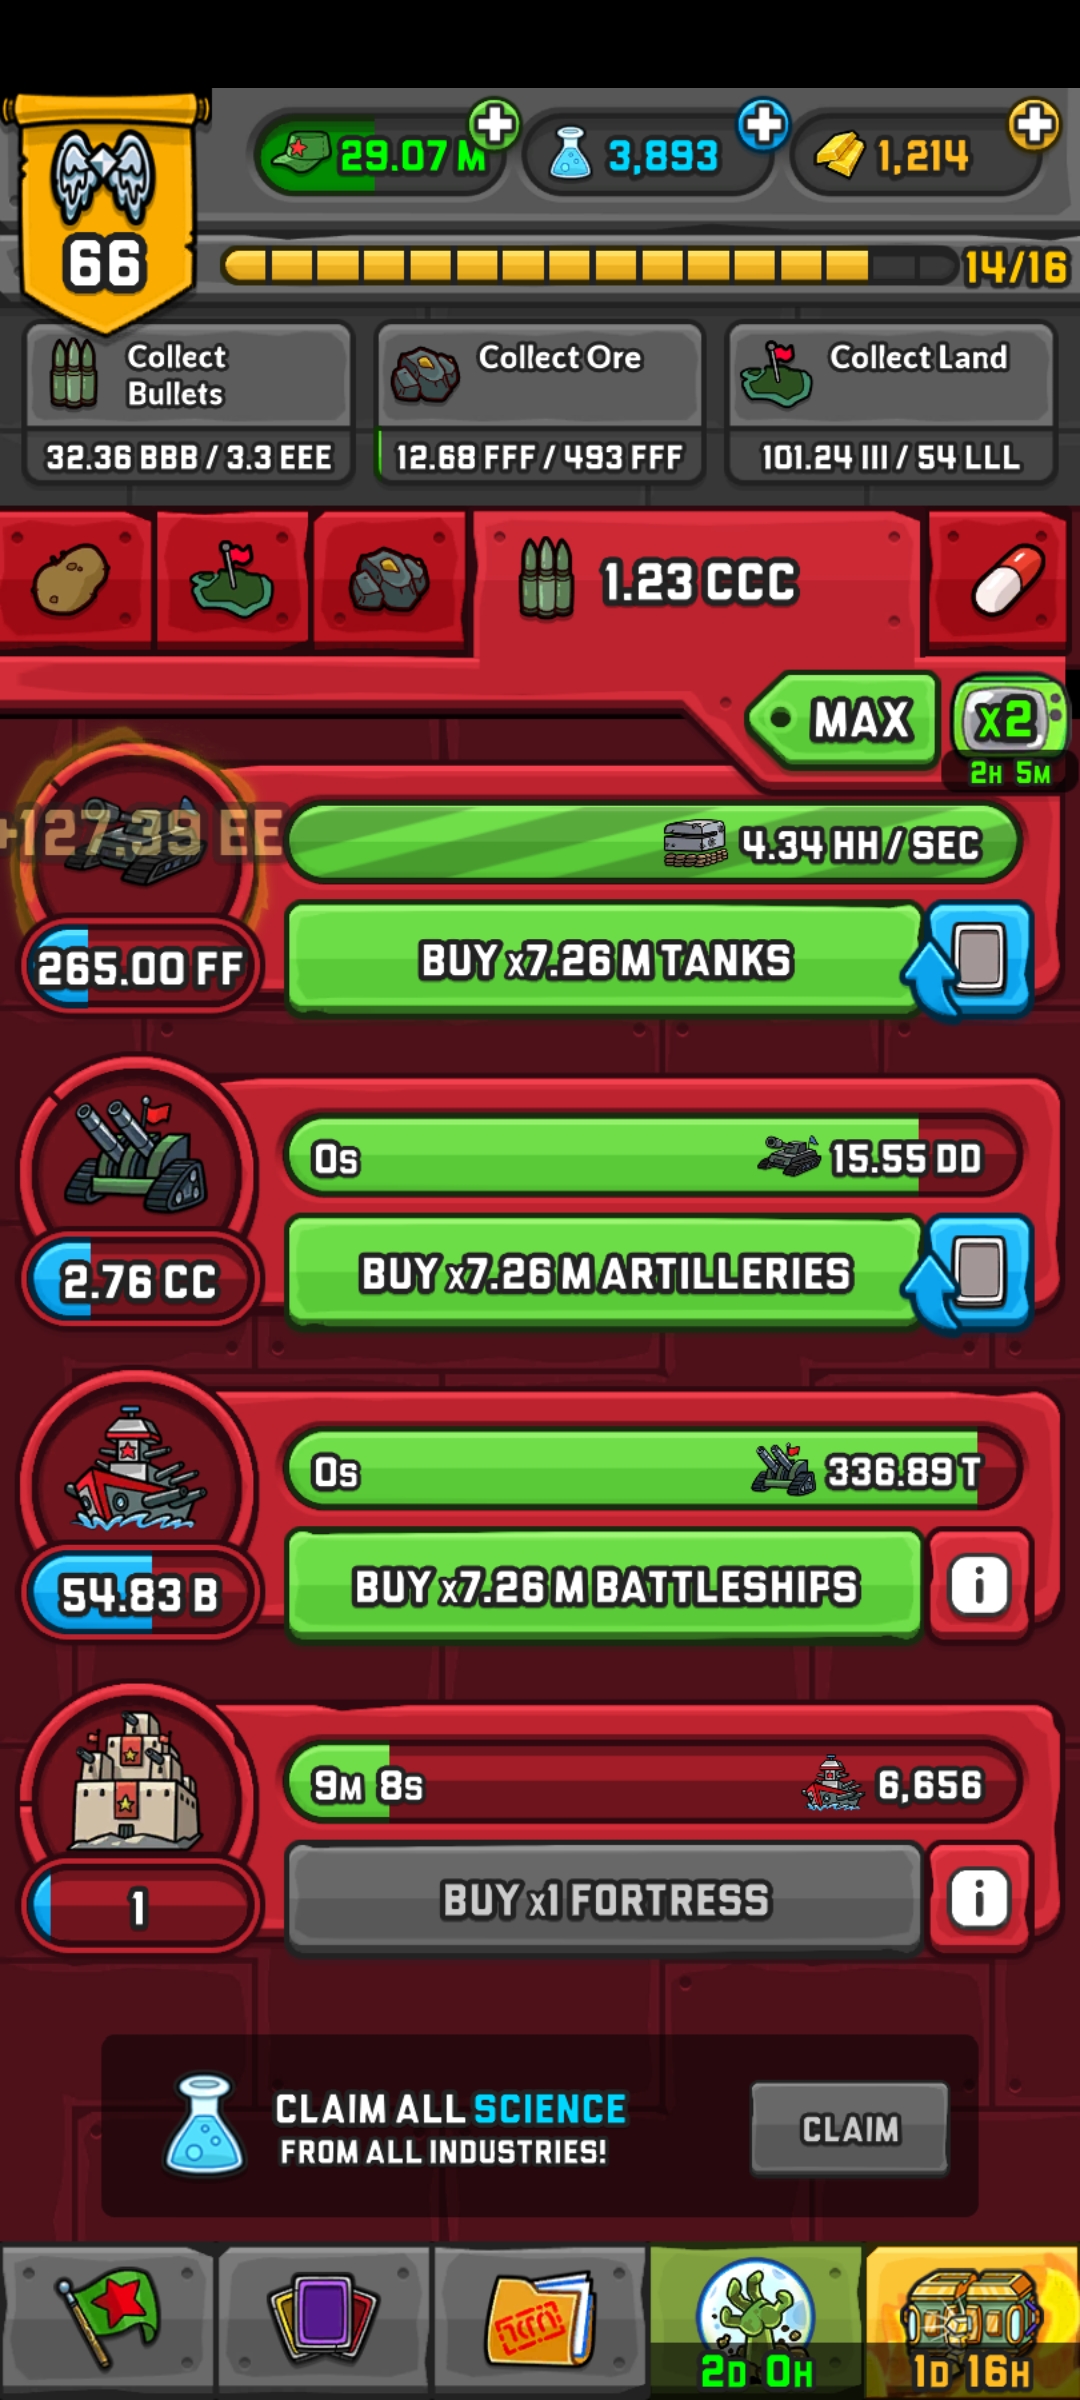 29.07 M
3,893
1,214
66
14/16
Collect
Bullets
32.36 BBB / 3.3 EEE
Collect Ore
12.68 FFF / 493 FFF
Collect Land
101.24 III / 54 LLL
1.23 CCC
MAX
x2
2H 5M
+127.39 EE
4.34 HH / SEC
265.00 FF
BUY x7.26 M TANKS
0s
15.55 DD
2.76 CC
BUY x7.26 M ARTILLERIES
0s
336.89 T
54.83 B
BUY x7.26 M BATTLESHIPS
i
9M 8s
6,656
1
BUY x1 FORTRESS
i
CLAIM ALL SCIENCE
FROM ALL INDUSTRIES!
CLAIM
2D 0H
1D 16H